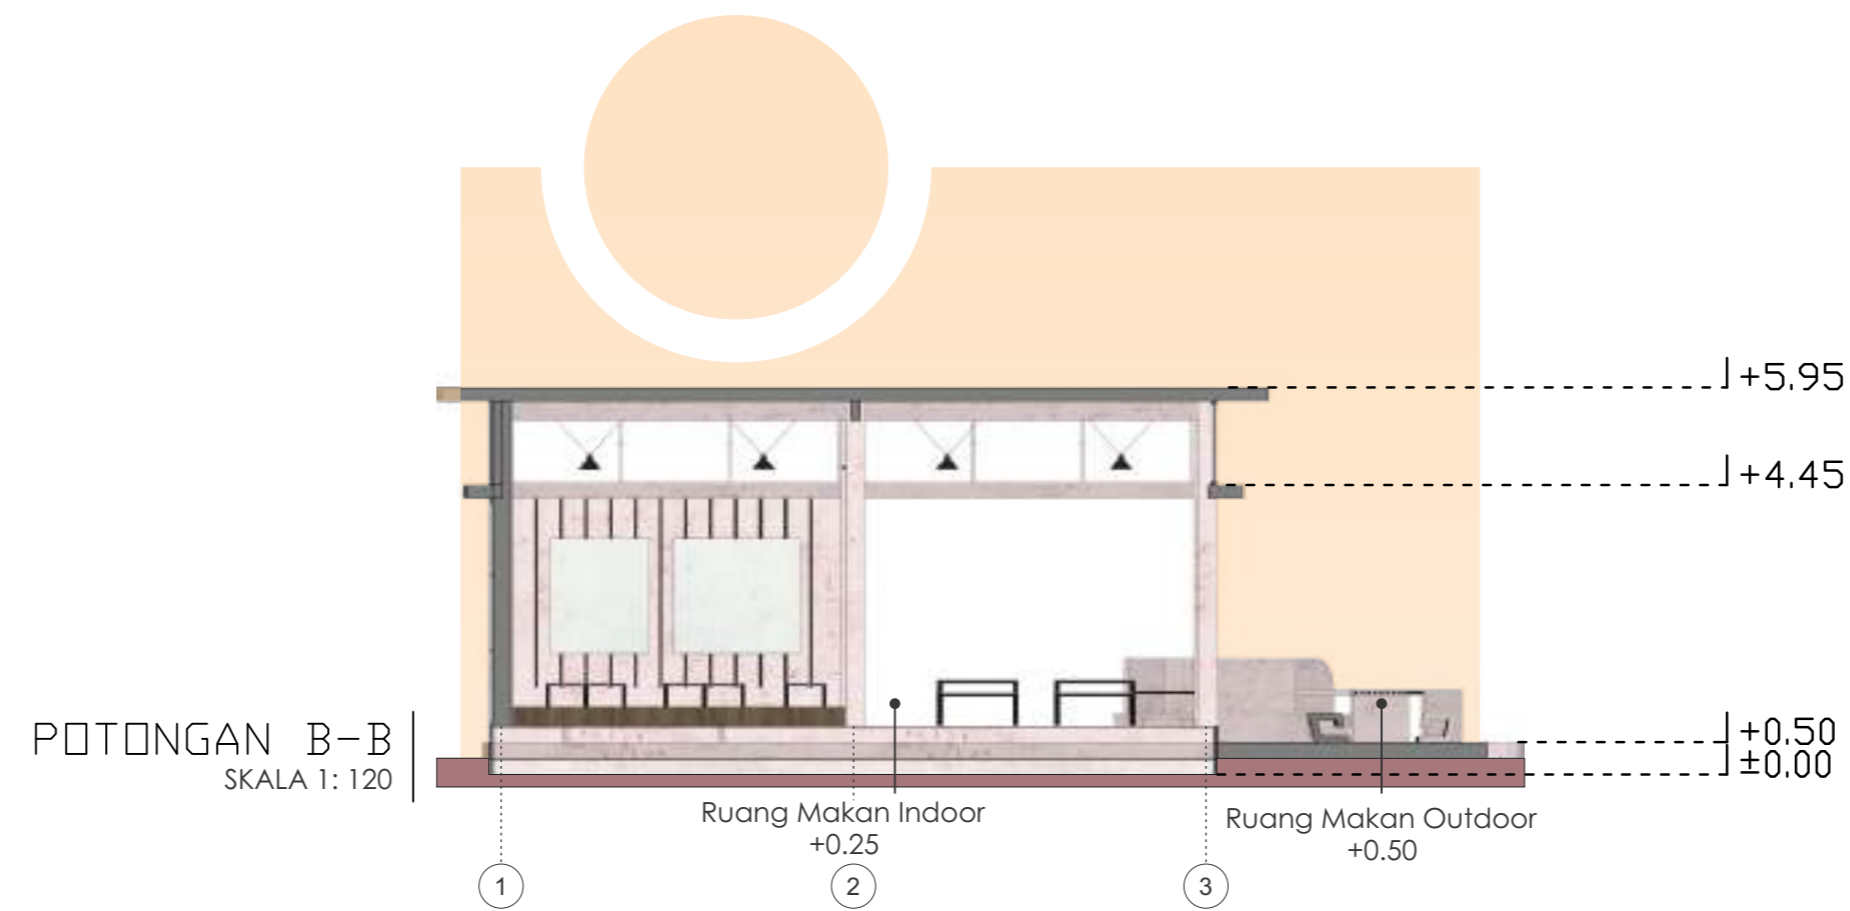 +5.95
+4.45
POTONGAN B-B
SKALA 1: 120
+0.50
±0.00
Ruang Makan Indoor
+0.25
Ruang Makan Outdoor
+0.50
1
2
3